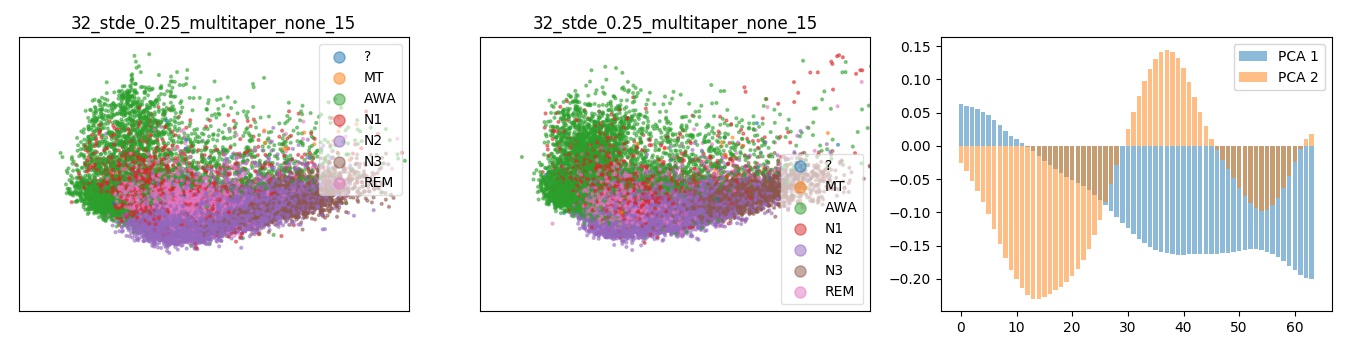 32_stde_0.25_multitaper_none_15
?
MT
AWA
N1
N2
N3
REM
32_stde_0.25_multitaper_none_15
?
MT
AWA
N1
N2
N3
REM
PCA 1
PCA 2
0.15
0.10
0.05
0.00
−0.05
−0.10
−0.15
−0.20
0 10 20 30 40 50 60